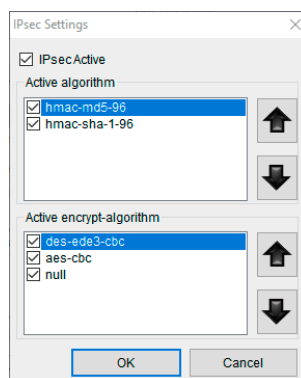 IPsec Settings
IPsec Active
Active algorithm
hmac-md5-96
hmac-sha-1-96
Active encrypt-algorithm
des-ede3-cbc
aes-cbc
null
OK
Cancel